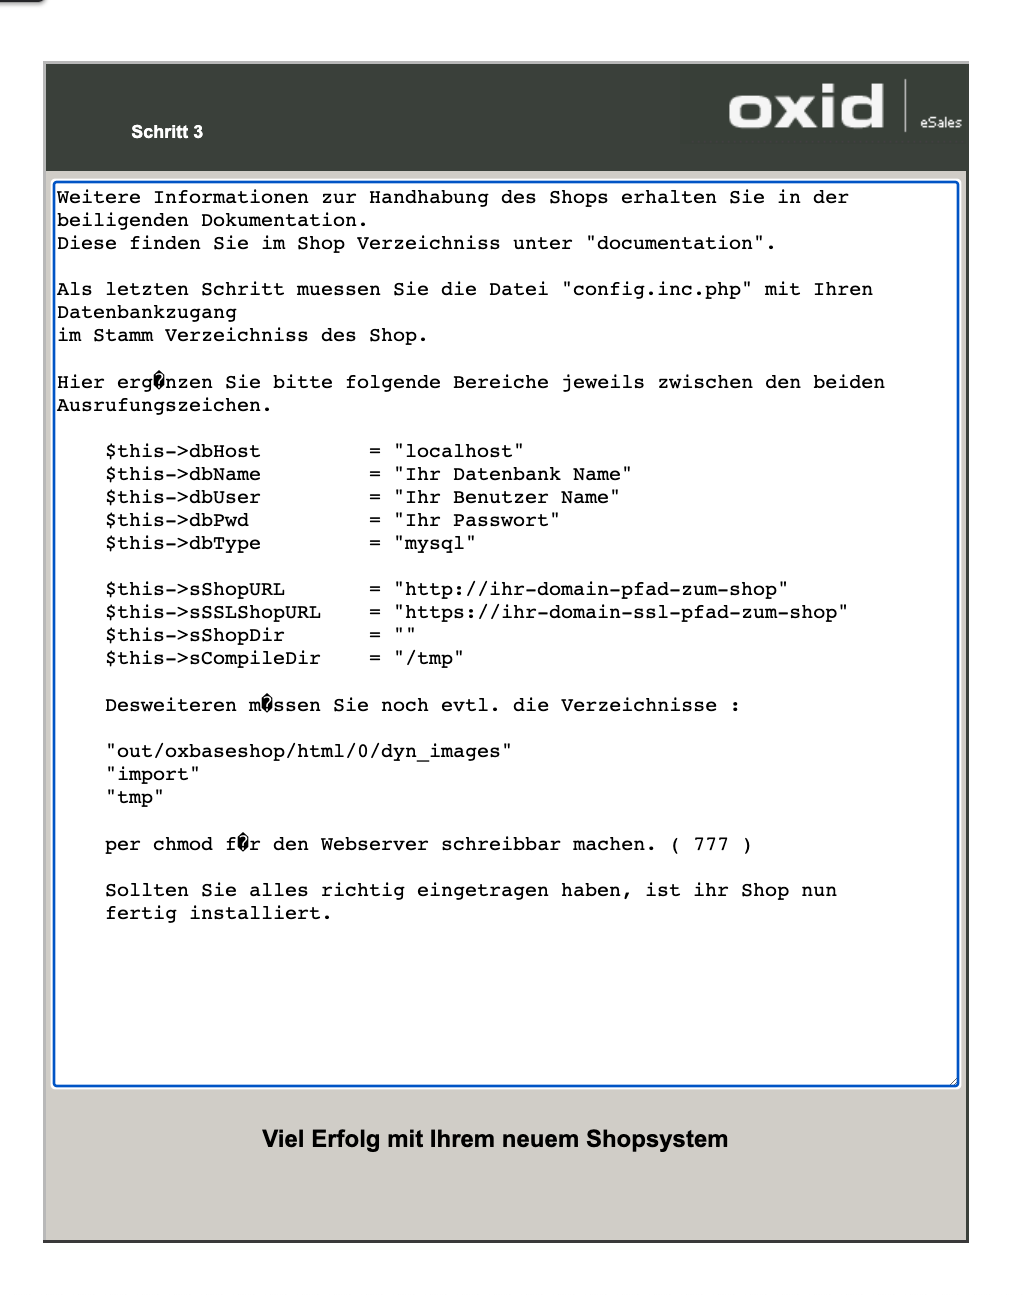 Schritt 3
oxid
eSales
Weitere Informationen zur Handhabung des Shops erhalten Sie in der
beiligenden Dokumentation.
Diese finden Sie im Shop Verzeichniss unter "documentation".
Als letzten Schritt muessen Sie die Datei "config.inc.php" mit Ihren
Datenbankzugang
im Stamm Verzeichniss des Shop.
Hier erg�nzen Sie bitte folgende Bereiche jeweils zwischen den beiden
Ausrufungszeichen.
$this->dbHost = "localhost"
$this->dbName = "Ihr Datenbank Name"
$this->dbUser = "Ihr Benutzer Name"
$this->dbPwd = "Ihr Passwort"
$this->dbType = "mysql"
$this->sShopURL = "http://ihr-domain-pfad-zum-shop"
$this->sSSLShopURL = "https://ihr-domain-ssl-pfad-zum-shop"
$this->sShopDir = ""
$this->sCompileDir = "/tmp"
Desweiteren m�ssen Sie noch evtl. die Verzeichnisse :
"out/oxbaseshop/html/0/dyn_images"
"import"
"tmp"
per chmod f�r den Webserver schreibbar machen. ( 777 )
Sollten Sie alles richtig eingetragen haben, ist ihr Shop nun
fertig installiert.
Viel Erfolg mit Ihrem neuem Shopsystem